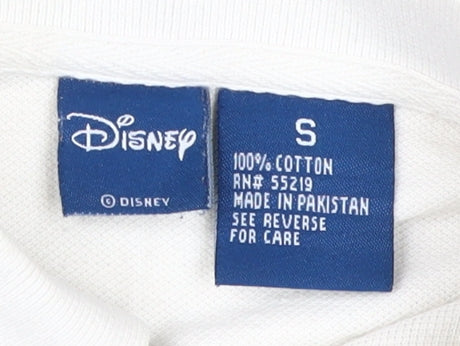 Disney
© DISNEY
S
100% COTTON
RN# 55219
MADE IN PAKISTAN
SEE REVERSE
FOR CARE